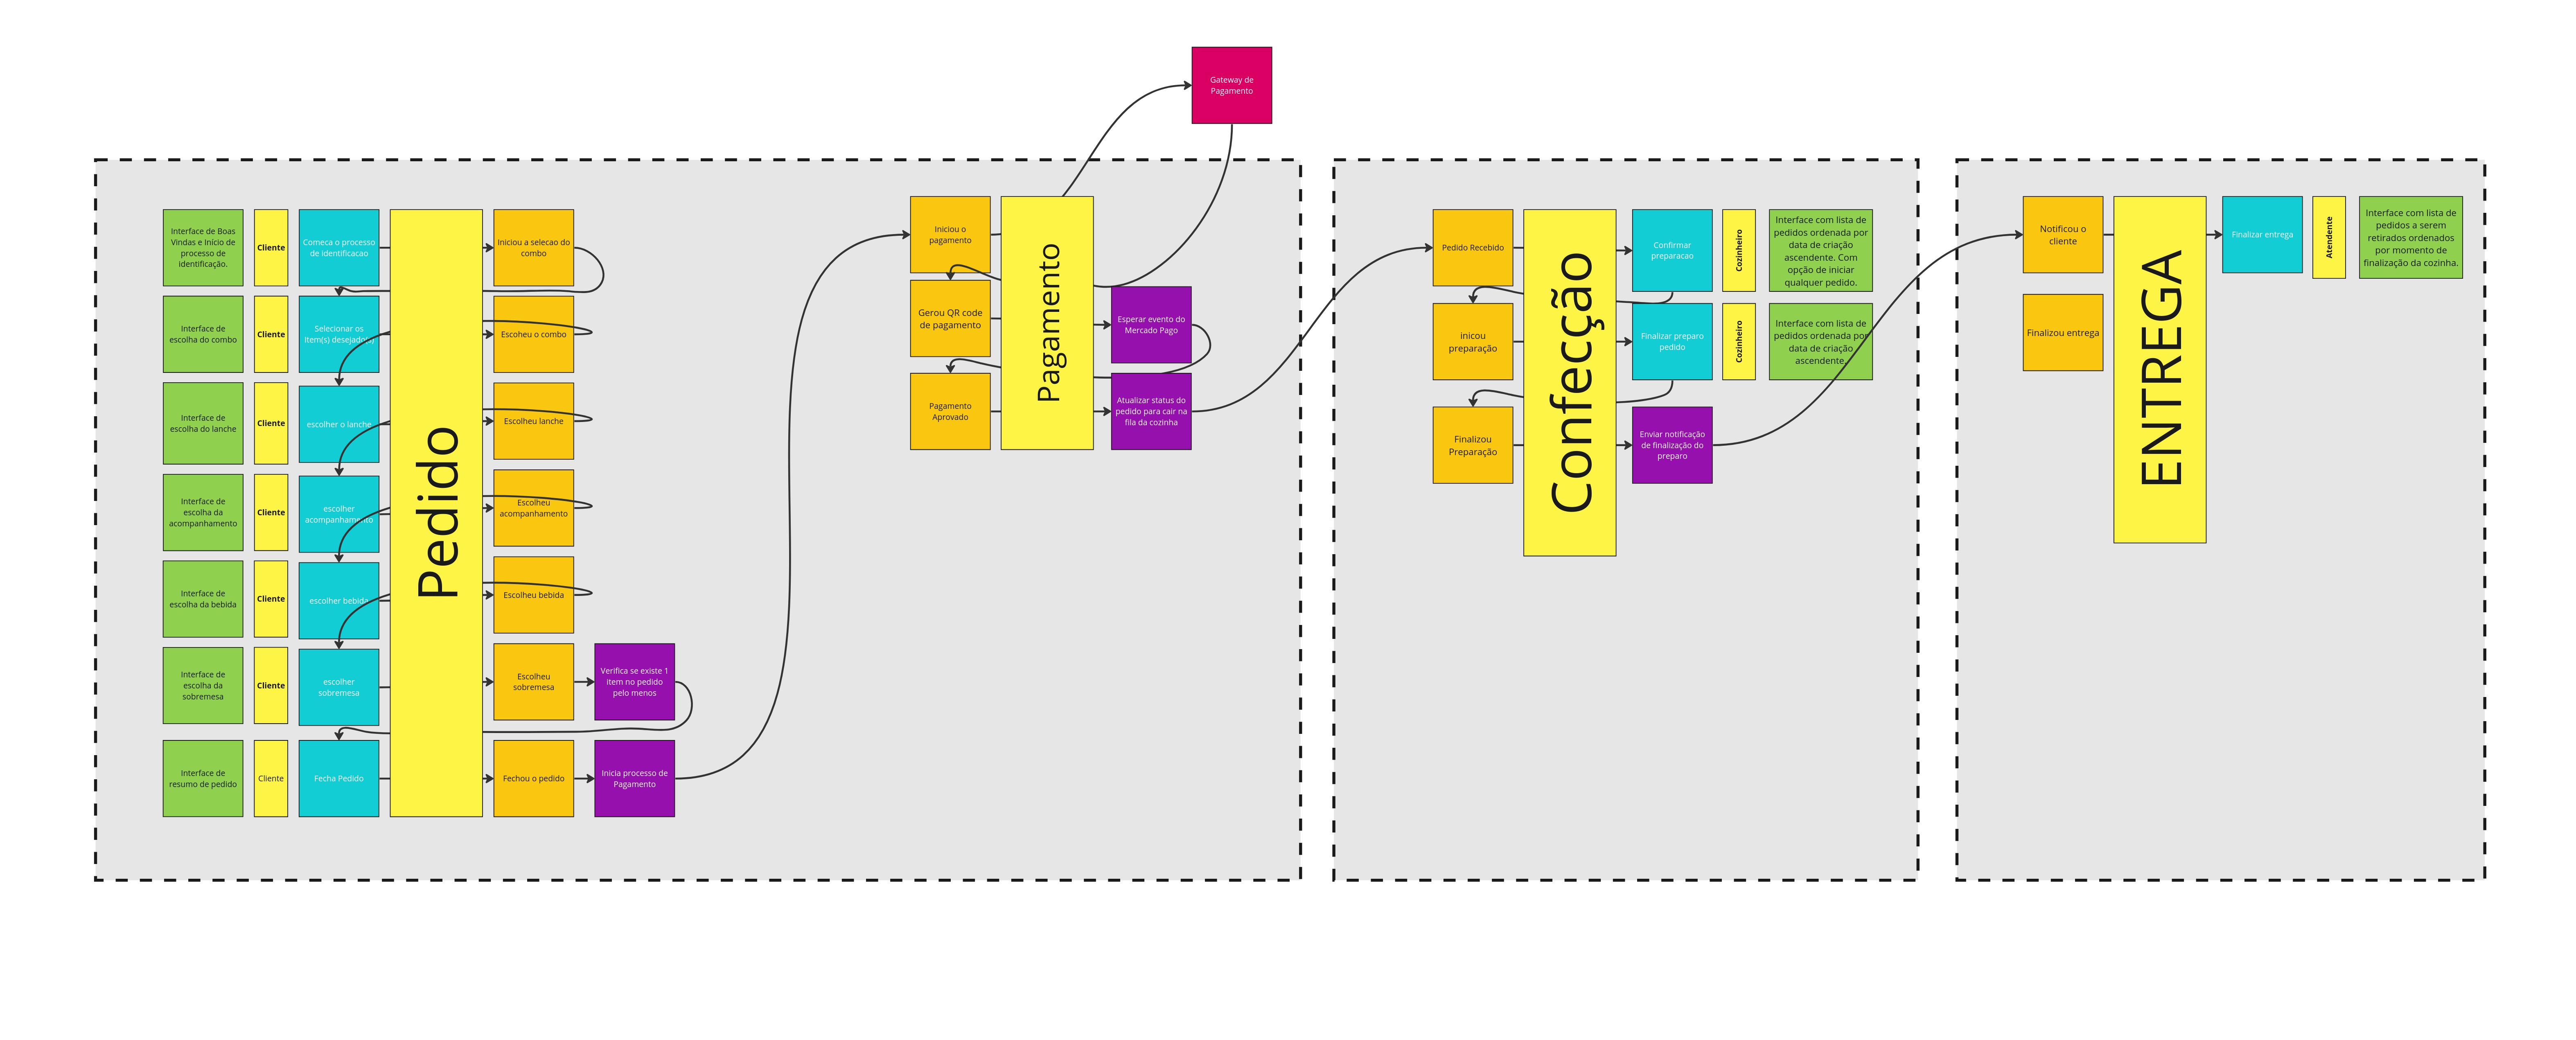 Gateway de
Pagamento
Interface de Boas
Vindas e Início de
processo de
identificação.
Cliente
Comeca o processo
de identificacao
Pedido
Iniciou a selecao do
combo
Interface de
escolha do combo
Cliente
Selecionar os
item(s) desejado(s)
Escoheu o combo
Interface de
escolha do lanche
Cliente
escolher o lanche
Escolheu lanche
Interface de
escolha da
acompanhamento
Cliente
escolher
acompanhamento
Escolheu
acompanhamento
Interface de
escolha da bebida
Cliente
escolher bebida
Escolheu bebida
Interface de
escolha da
sobremesa
Cliente
escolher
sobremesa
Escolheu
sobremesa
Verifica se existe 1
item no pedido
pelo menos
Interface de
resumo de pedido
Cliente
Fecha Pedido
Fechou o pedido
Inicia processo de
Pagamento
Iniciou o
pagamento
Pagamento
Gerou QR code
de pagamento
Esperar evento do
Mercado Pago
Pagamento
Aprovado
Atualizar status do
pedido para cair na
fila da cozinha
Pedido Recebido
Confecção
Confirmar
preparacao
Cozinheiro
Interface com lista de
pedidos ordenada por
data de criação
ascendente. Com
opção de iniciar
qualquer pedido.
inicou
preparação
Finalizar preparo
pedido
Cozinheiro
Interface com lista de
pedidos ordenada por
data de criação
ascendente.
Finalizou
Preparação
Enviar notificação
de finalização do
preparo
Notificou o
cliente
ENTREGA
Finalizar entrega
Atendente
Interface com lista de
pedidos a serem
retirados ordenados
por momento de
finalização da cozinha.
Finalizou entrega